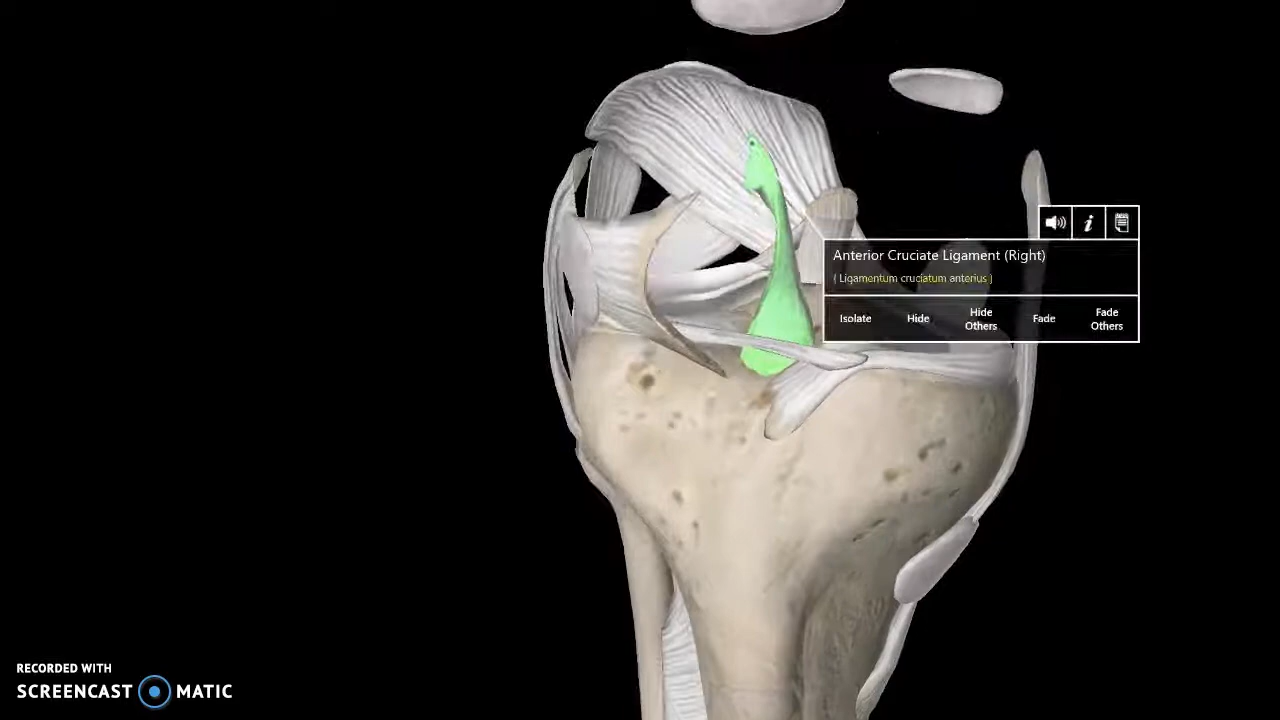 Anterior Cruciate Ligament (Right)
( Ligamentum cruciatum anterius )
Isolate
Hide
Hide
Others
Fade
Fade
Others
RECORDED WITH
SCREENCAST MATIC